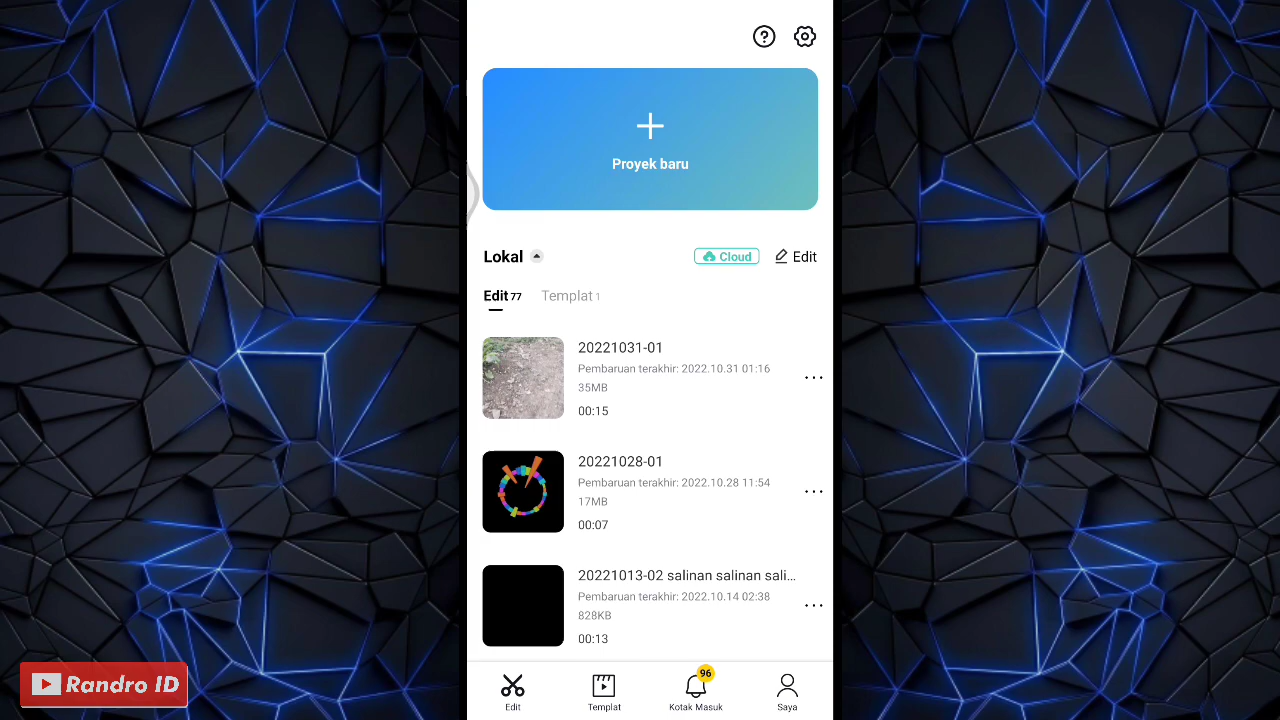 Proyek baru
Lokal
Cloud
Edit
Edit 77
Templat 1
20221031-01
Pembaruan terakhir: 2022.10.31 01:16
35MB
00:15
20221028-01
Pembaruan terakhir: 2022.10.28 11:54
17MB
00:07
20221013-02 salinan salinan sali...
Pembaruan terakhir: 2022.10.14 02:38
828KB
00:13
96
Edit
Templat
Kotak Masuk
Saya
Randro ID